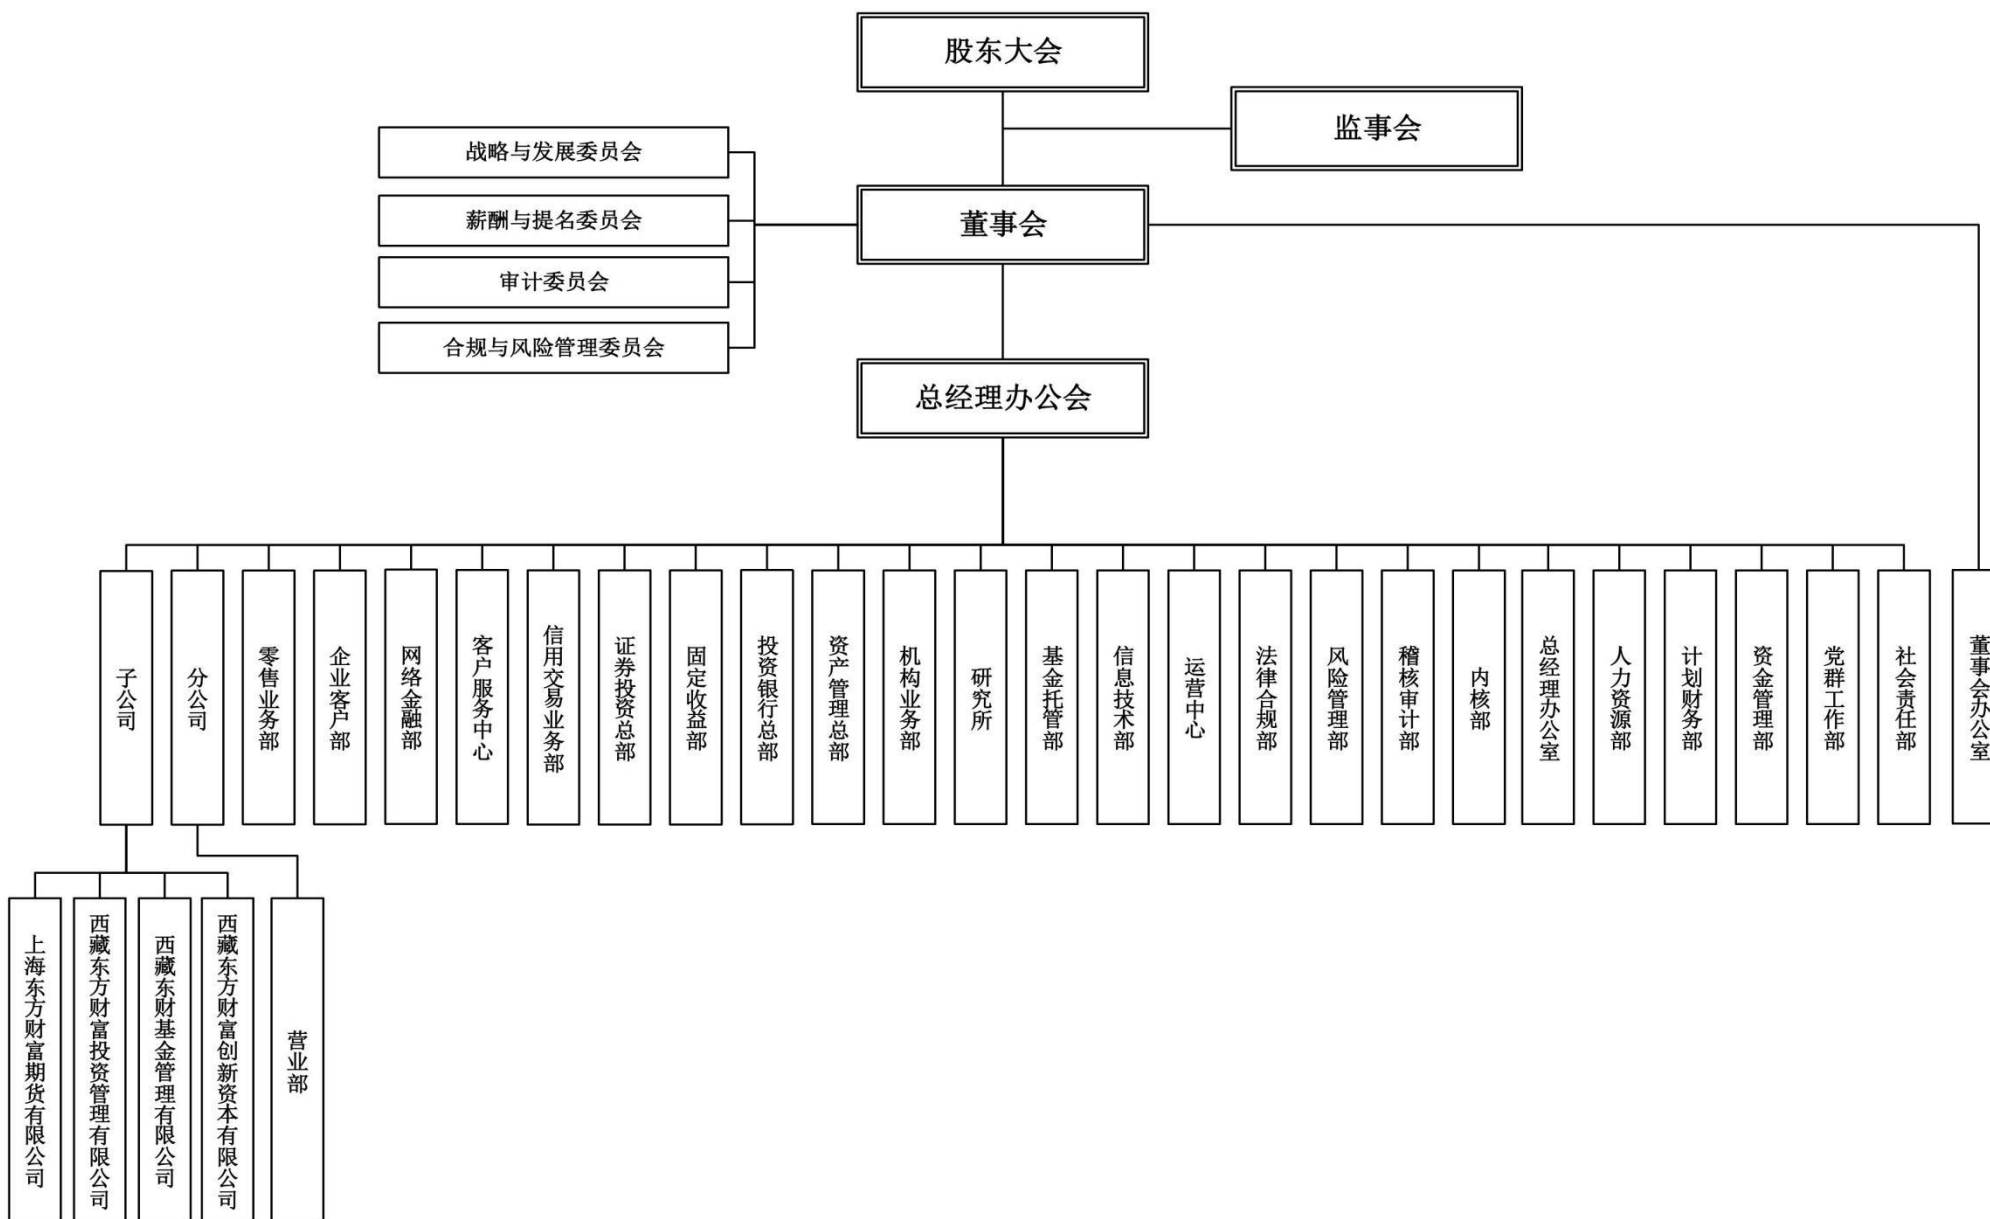 股东大会
监事会
战略与发展委员会
薪酬与提名委员会
董事会
审计委员会
合规与风险管理委员会
总经理办公会
子公司
分公司
零售业务部
企业客户部
网络金融部
客户服务中心
信用交易业务部
证券投资总部
固定收益部
投资银行总部
资产管理总部
机构业务部
研究所
基金托管部
信息技术部
运营中心
法律合规部
风险管理部
稽核审计部
内核部
总经理办公室
人力资源部
计划财务部
资金管理部
党群工作部
社会责任部
董事会办公室
上海东方财富期货有限公司
西藏东方财富投资管理有限公司
西藏东财基金管理有限公司
西藏东方财富创新资本有限公司
营业部